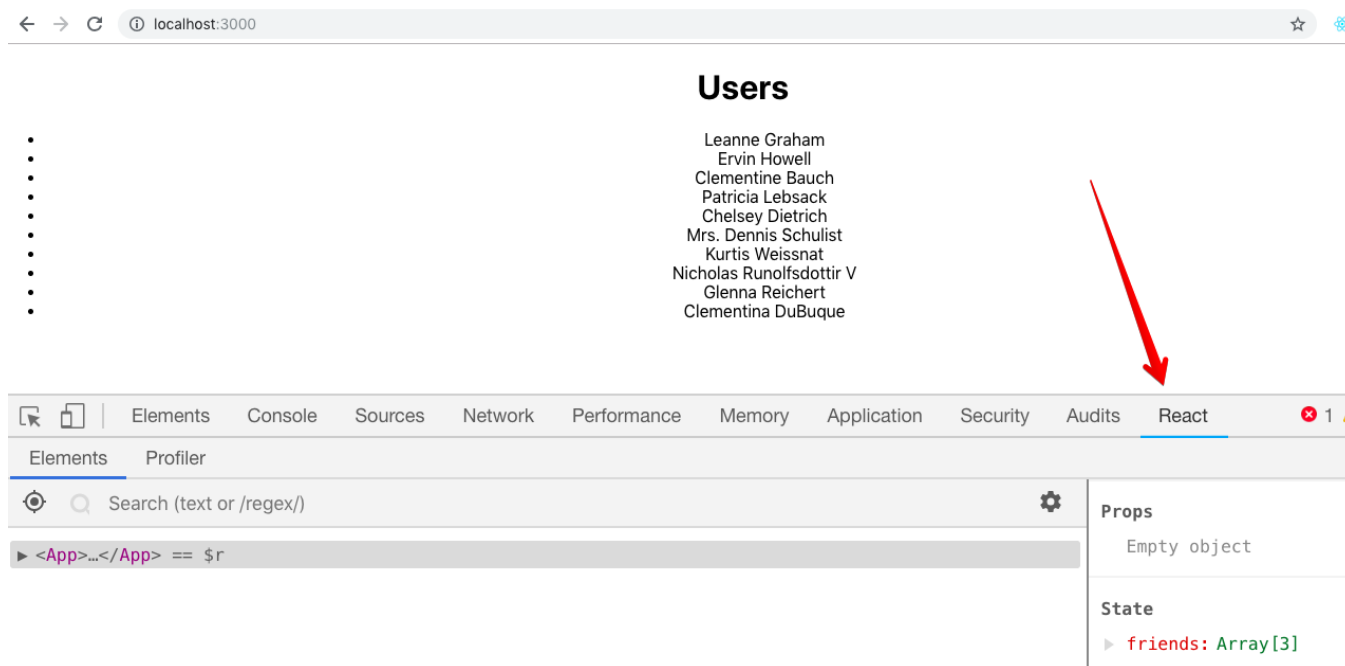 localhost:3000
Users
Leanne Graham
Ervin Howell
Clementine Bauch
Patricia Lebsack
Chelsey Dietrich
Mrs. Dennis Schulist
Kurtis Weissnat
Nicholas Runolfsdottir V
Glenna Reichert
Clementina DuBuque
Elements Console Sources Network Performance Memory Application Security Audits React 1
Elements Profiler
Search (text or /regex/)
Props
Empty object
<App>…</App> == $r
State
friends: Array[3]